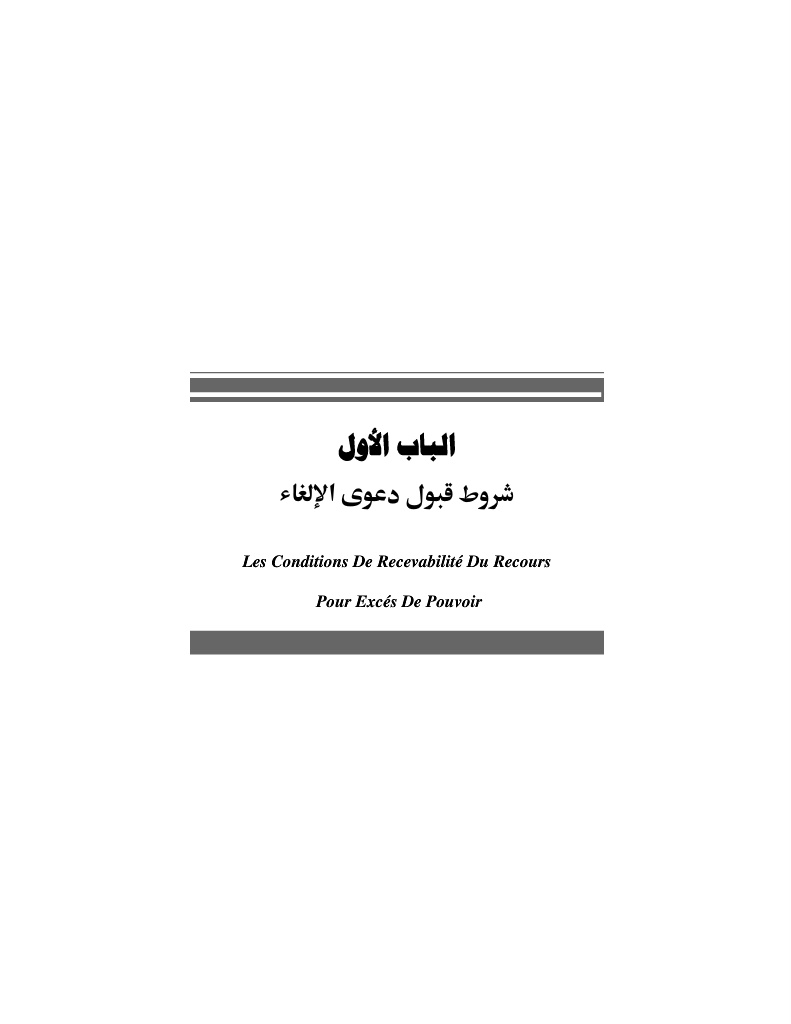 الباب الأول
شروط قبول دعوى الإلغاء
Les Conditions De Recevabilité Du Recours
Pour Excés De Pouvoir